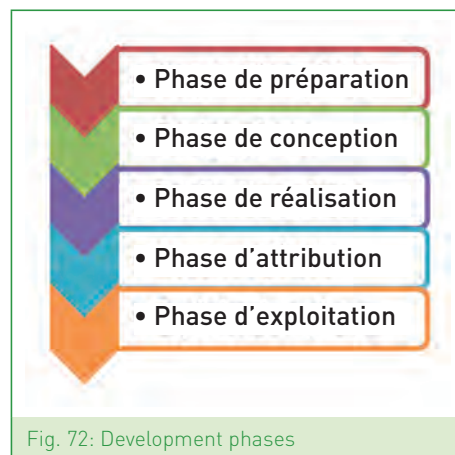 • Phase de préparation
• Phase de conception
• Phase de réalisation
• Phase d'attribution
• Phase d'exploitation
Fig. 72: Development phases